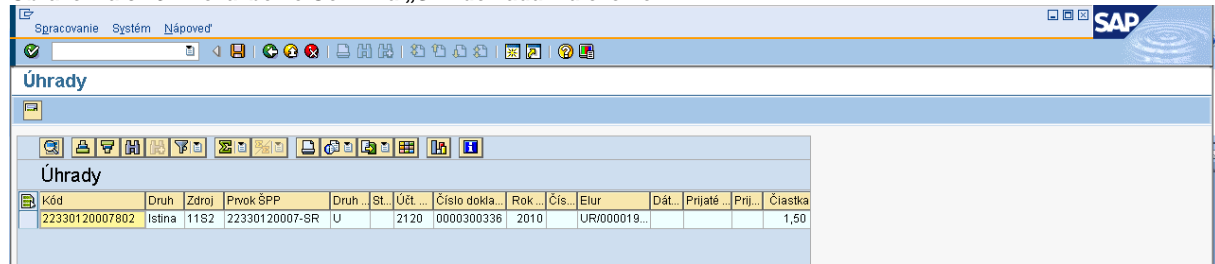 Spracovanie Systém Nápoveď
SAP
Úhrady
Úhrady
Kód Druh Zdroj Prvok ŠPP Druh ... St... Účt. ... Číslo dokla... Rok ... Čís... Elur Dát... Prijaté ... Prij... Čiastka
22330120007802 Istina 11S2 22330120007-SR U 2120 0000300336 2010 UR/000019... 1,50